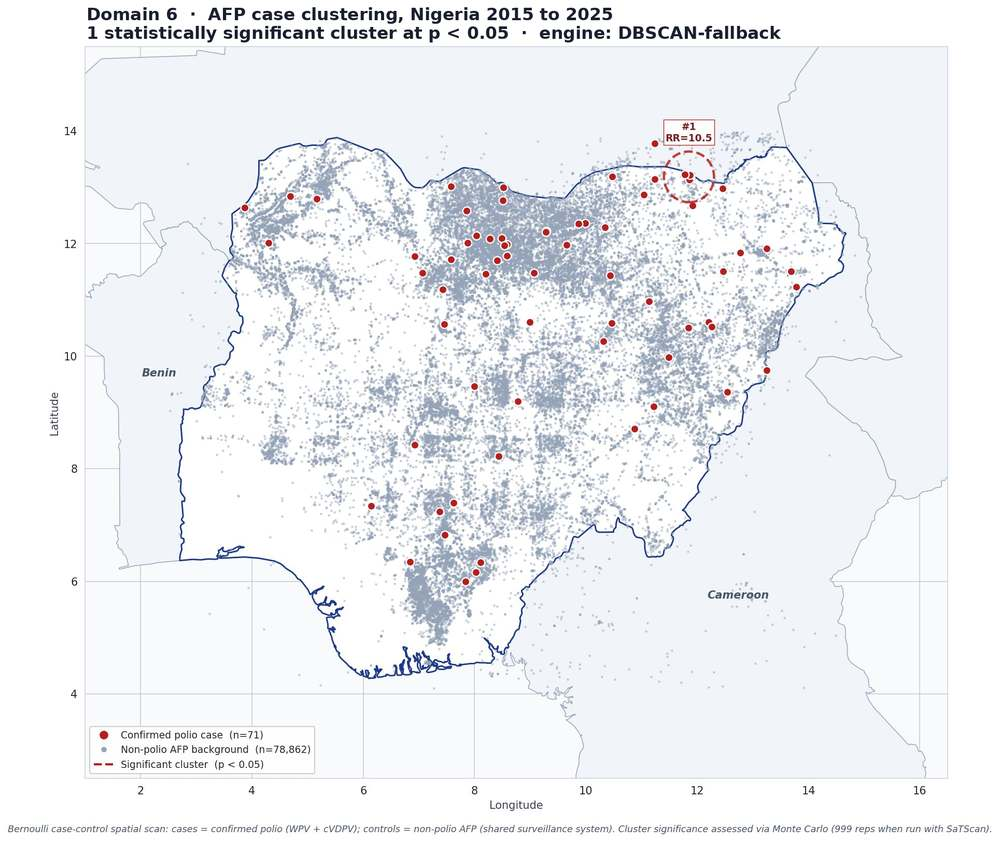 Domain 6  ·  AFP case clustering, Nigeria 2015 to 2025
1 statistically significant cluster at p < 0.05  ·  engine: DBSCAN-fallback
#1
RR=10.5
14
12
10
8
6
4
Latitude
Benin
Cameroon
Confirmed polio case  (n=71)
Non-polio AFP background  (n=78,862)
Significant cluster  (p < 0.05)
2
4
6
8
10
12
14
16
Longitude
Bernoulli case-control spatial scan: cases = confirmed polio (WPV + cVDPV); controls = non-polio AFP (shared surveillance system). Cluster significance assessed via Monte Carlo (999 reps when run with SaTScan).